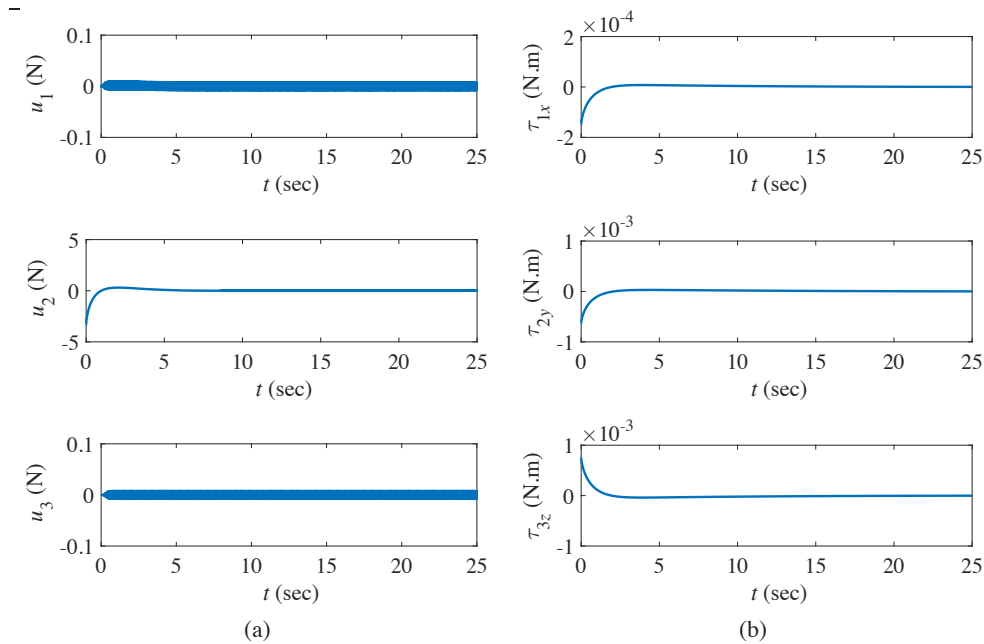 0.1
0
-0.1
u1 (N)
0 5 10 15 20 25
t (sec)
5
0
-5
u2 (N)
0 5 10 15 20 25
t (sec)
0.1
0
-0.1
u3 (N)
0 5 10 15 20 25
t (sec)
(a)
×10-4
2
0
-2
τ1x (N.m)
0 5 10 15 20 25
t (sec)
×10-3
1
0
-1
τ2y (N.m)
0 5 10 15 20 25
t (sec)
×10-3
1
0
-1
τ3z (N.m)
0 5 10 15 20 25
t (sec)
(b)